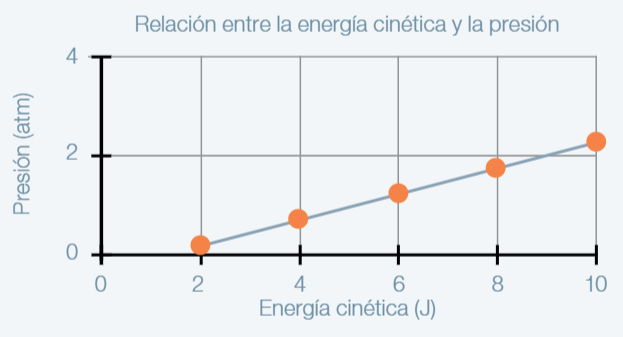 Relación entre la energía cinética y la presión
Presión (atm)
4
2
0
0 2 4 6 8 10
Energía cinética (J)